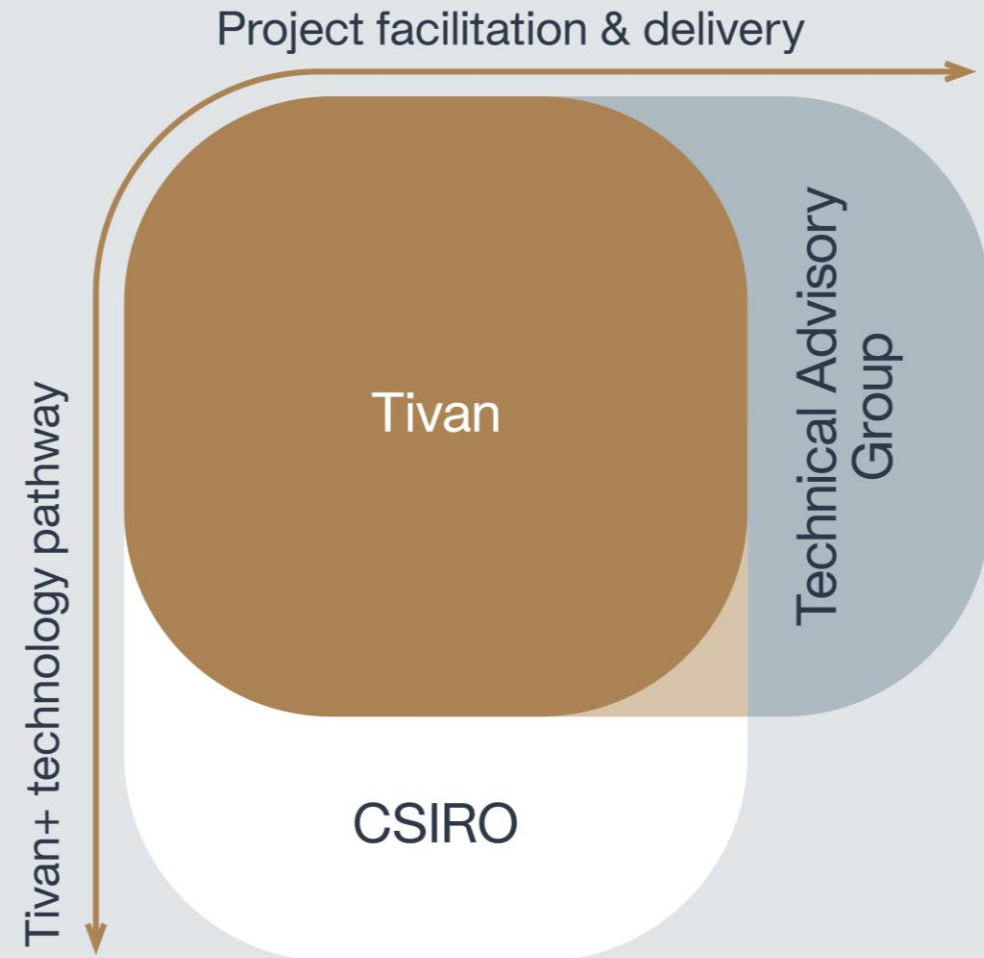 Project facilitation & delivery
Tivan+ technology pathway
Tivan
Technical Advisory
Group
CSIRO